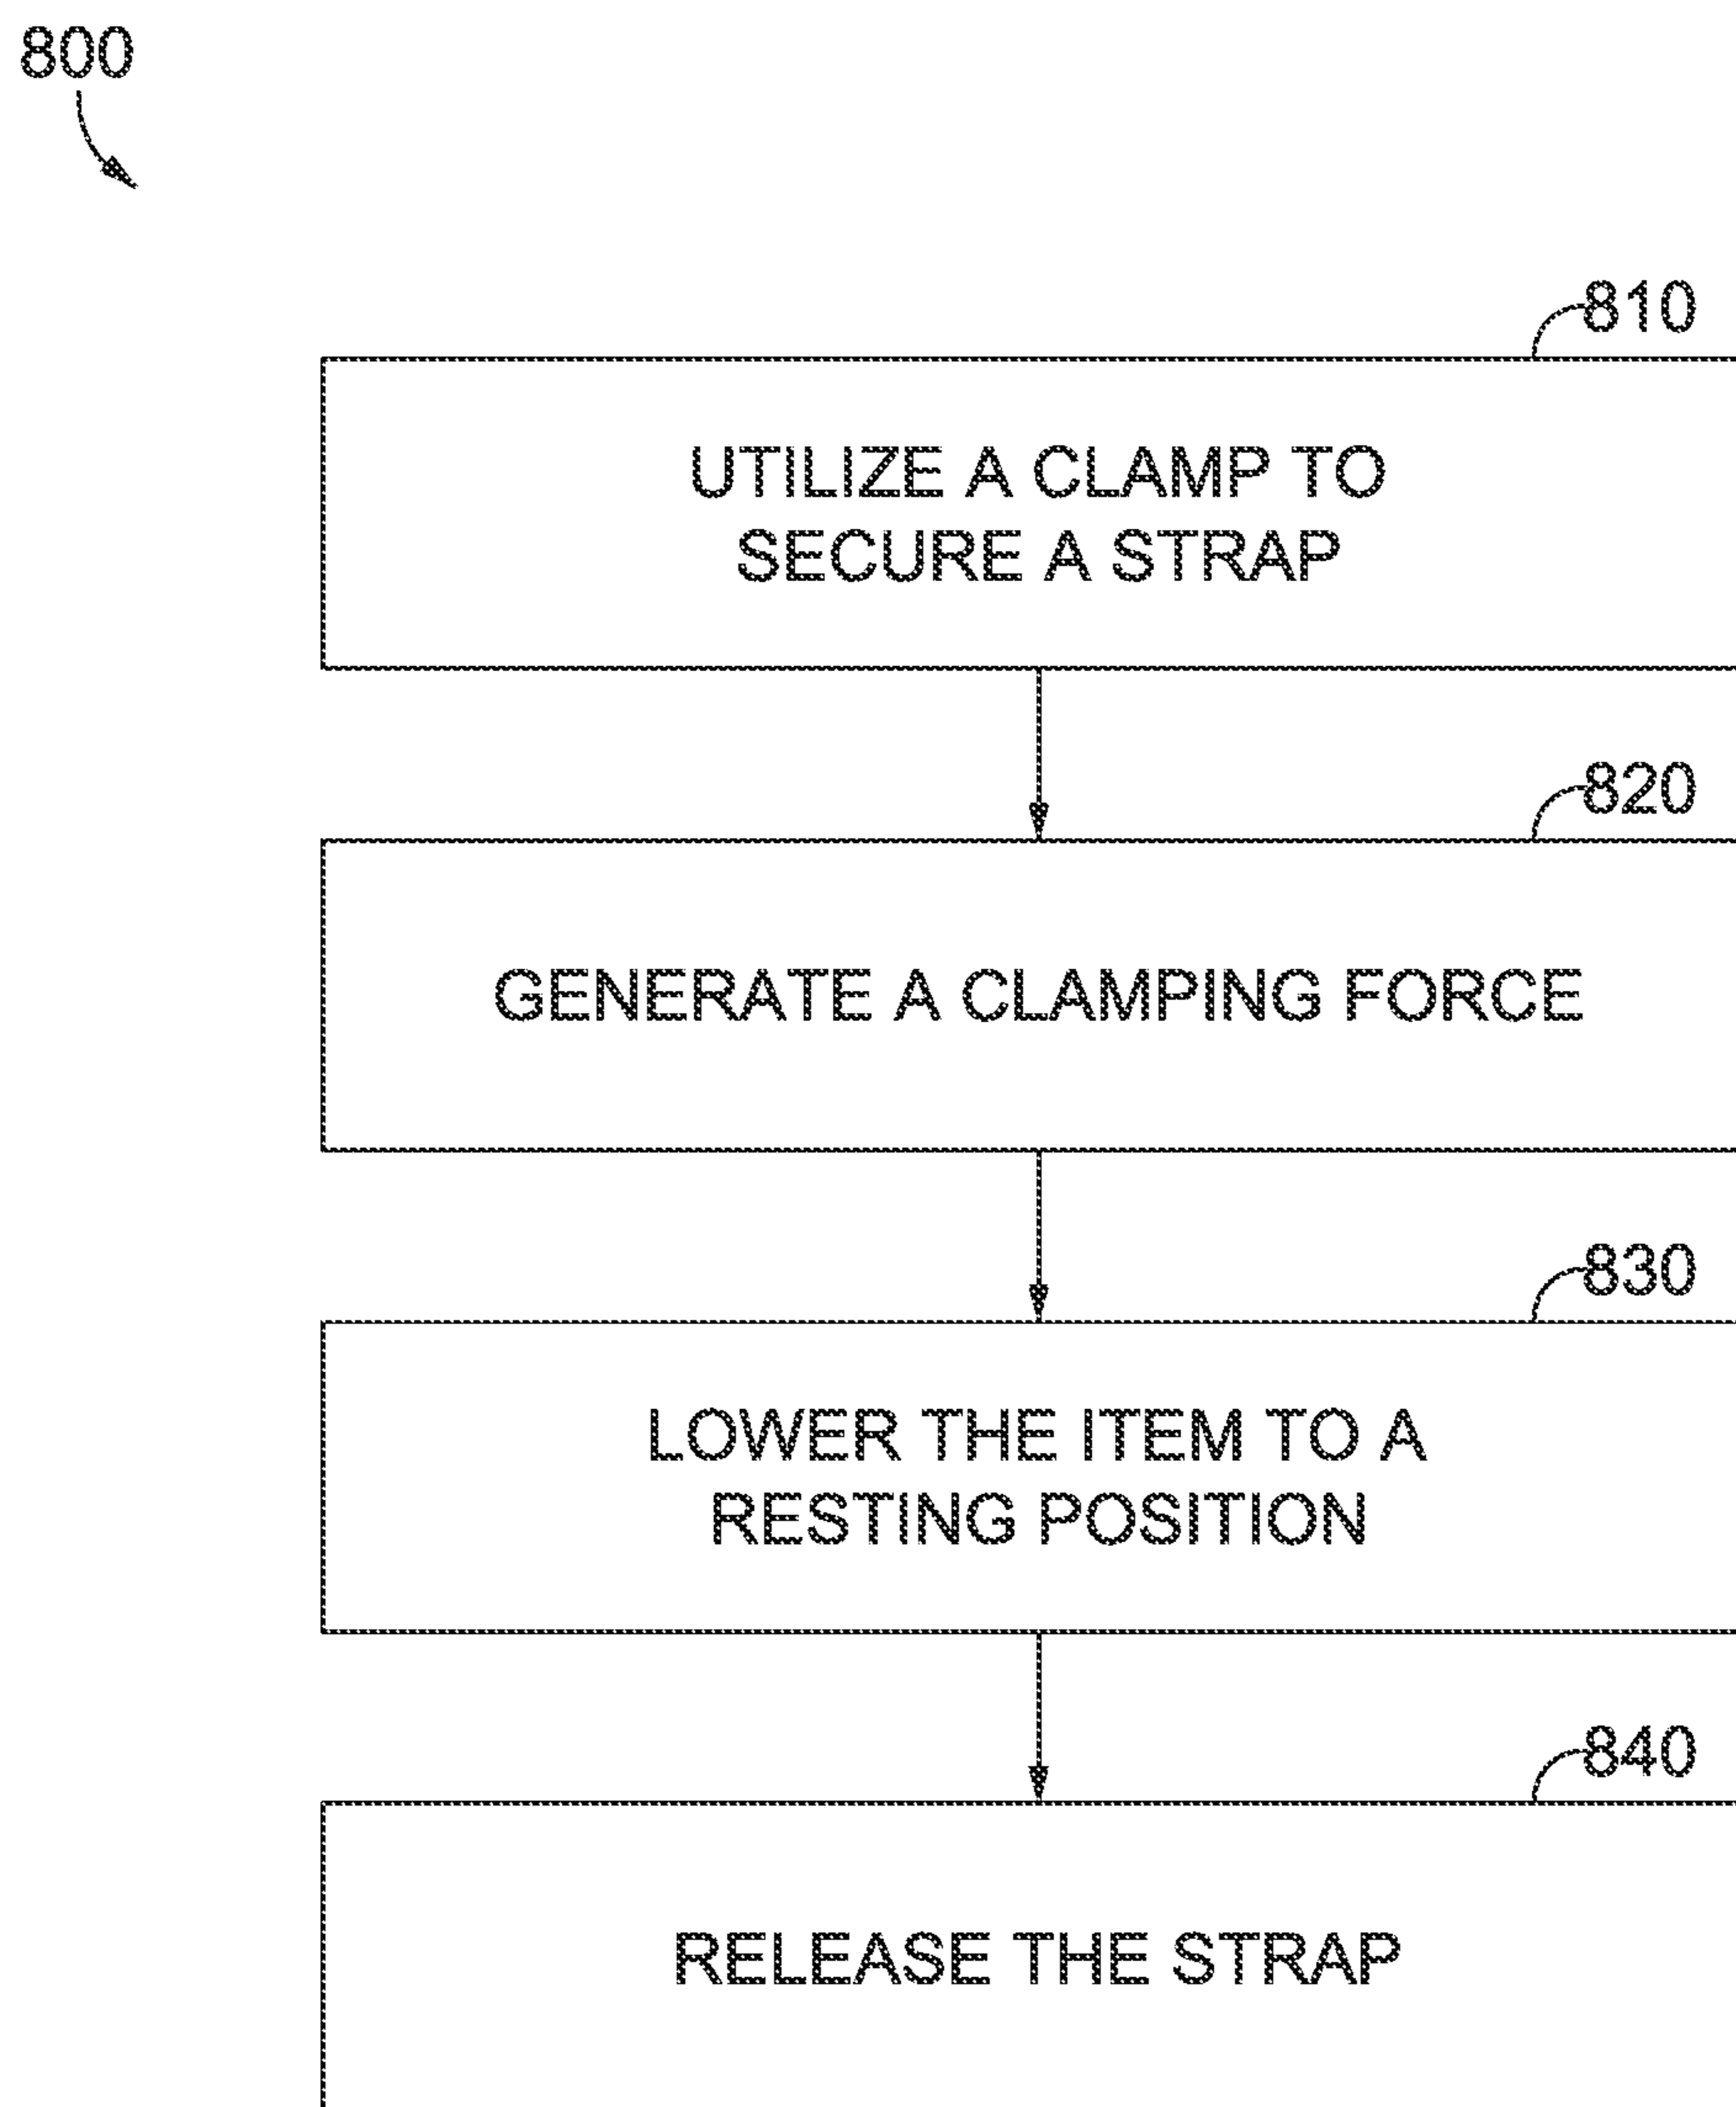 800
810
UTILIZE A CLAMP TO
SECURE A STRAP
820
GENERATE A CLAMPING FORCE
830
LOWER THE ITEM TO A
RESTING POSITION
840
RELEASE THE STRAP